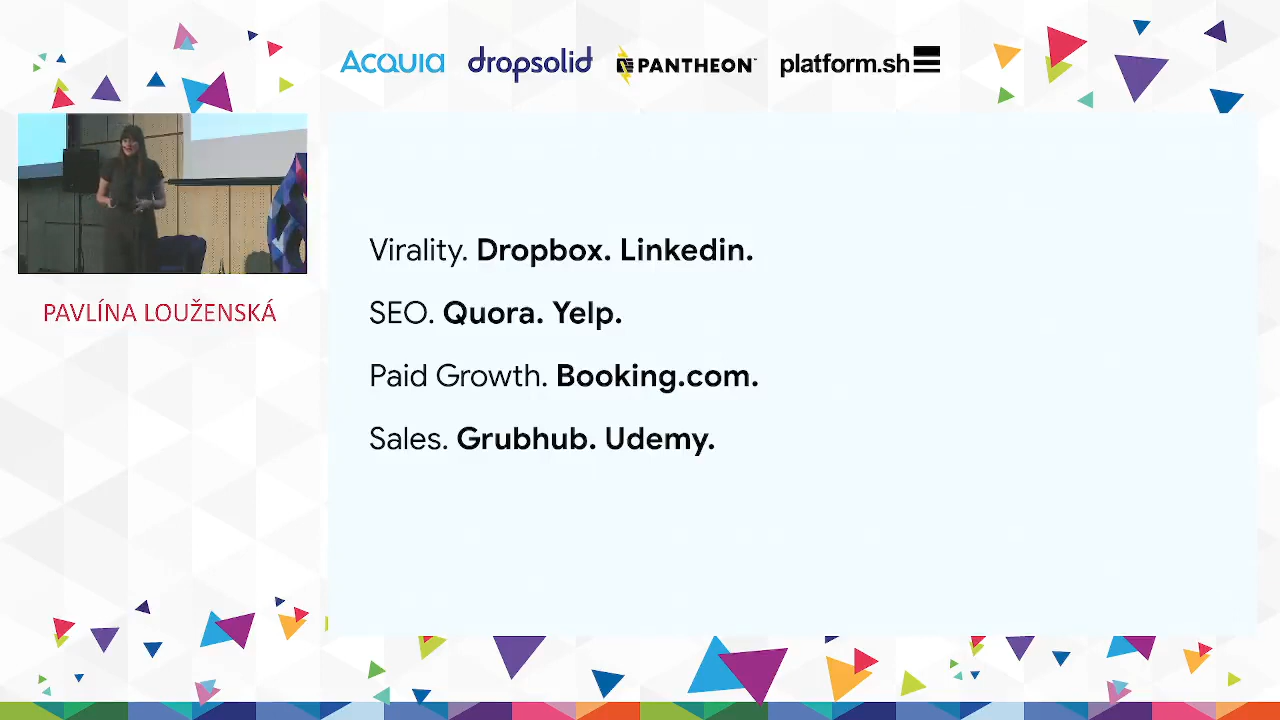 Acquia dropsolid PANTHEON platform.sh
PAVLÍNA LOUŽENSKÁ
Virality. Dropbox. Linkedin.
SEO. Quora. Yelp.
Paid Growth. Booking.com.
Sales. Grubhub. Udemy.